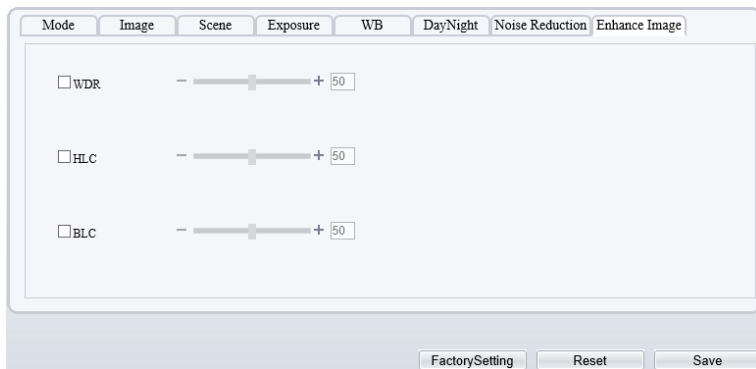 Mode Image Scene Exposure WB DayNight Noise Reduction Enhance Image
WDR − + 50
HLC − + 50
BLC − + 50
FactorySetting Reset Save